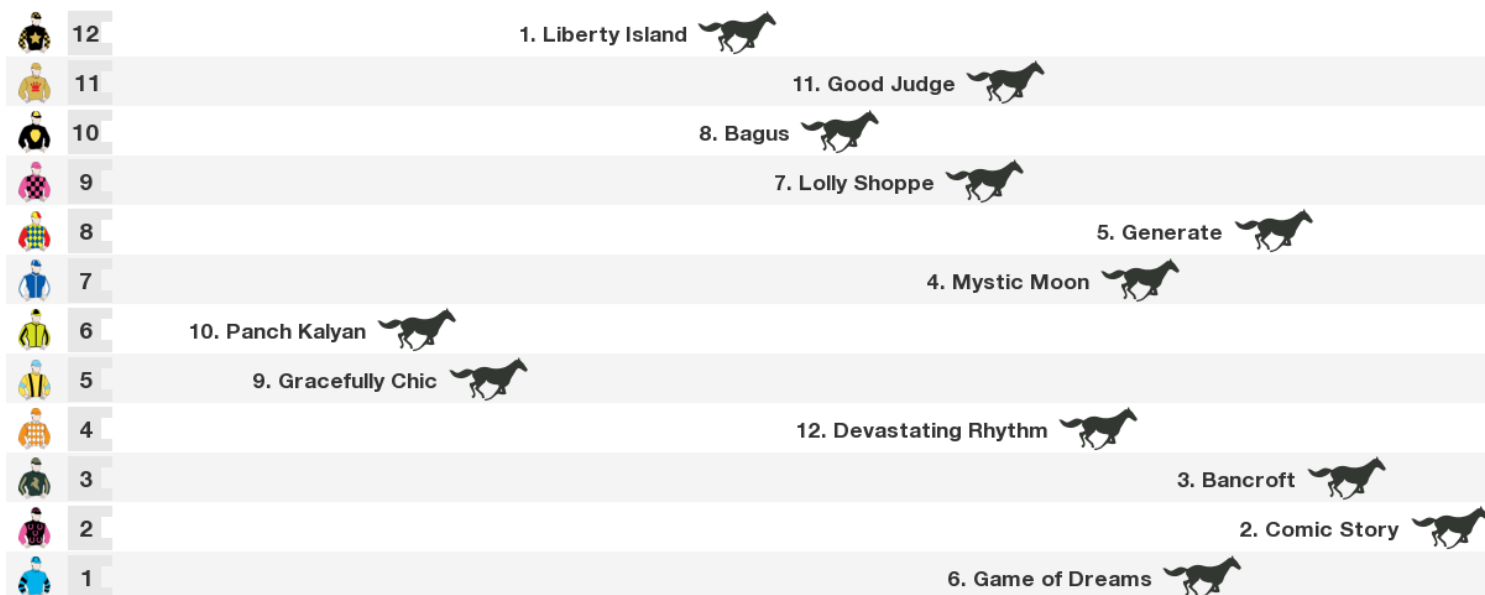 12 1. Liberty Island
11 11. Good Judge
10 8. Bagus
9 7. Lolly Shoppe
8 5. Generate
7 4. Mystic Moon
6 10. Panch Kalyan
5 9. Gracefully Chic
4 12. Devastating Rhythm
3 3. Bancroft
2 2. Comic Story
1 6. Game of Dreams